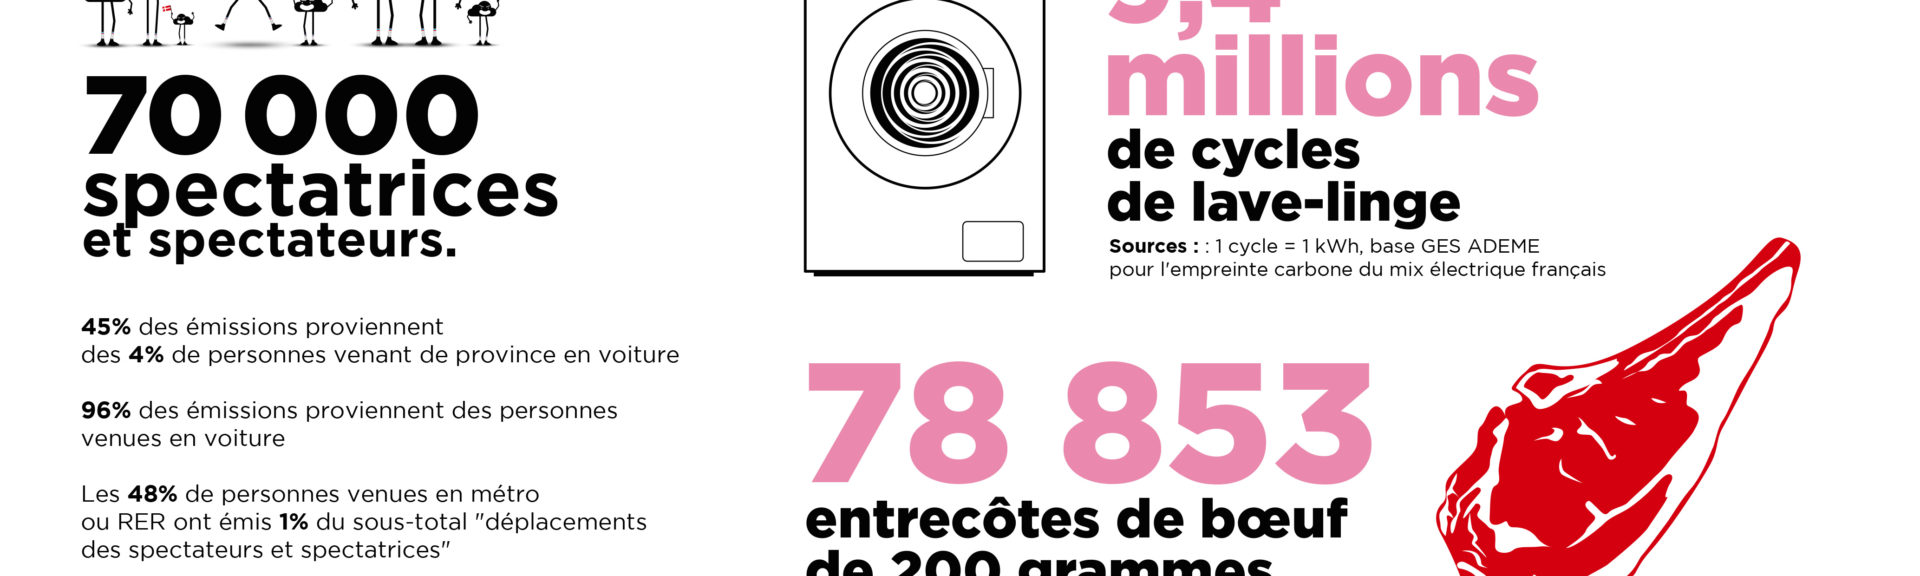 70 000
spectatrices
et spectateurs.
45% des émissions proviennent
des 4% de personnes venant de province en voiture
96% des émissions proviennent des personnes
venues en voiture
Les 48% de personnes venues en métro
ou RER ont émis 1% du sous-total "déplacements
des spectateurs et spectatrices"
millions
de cycles
de lave-linge
Sources : : 1 cycle = 1 kWh, base GES ADEME
pour l'empreinte carbone du mix électrique français
78 853
entrecôtes de bœuf
de 200 grammes